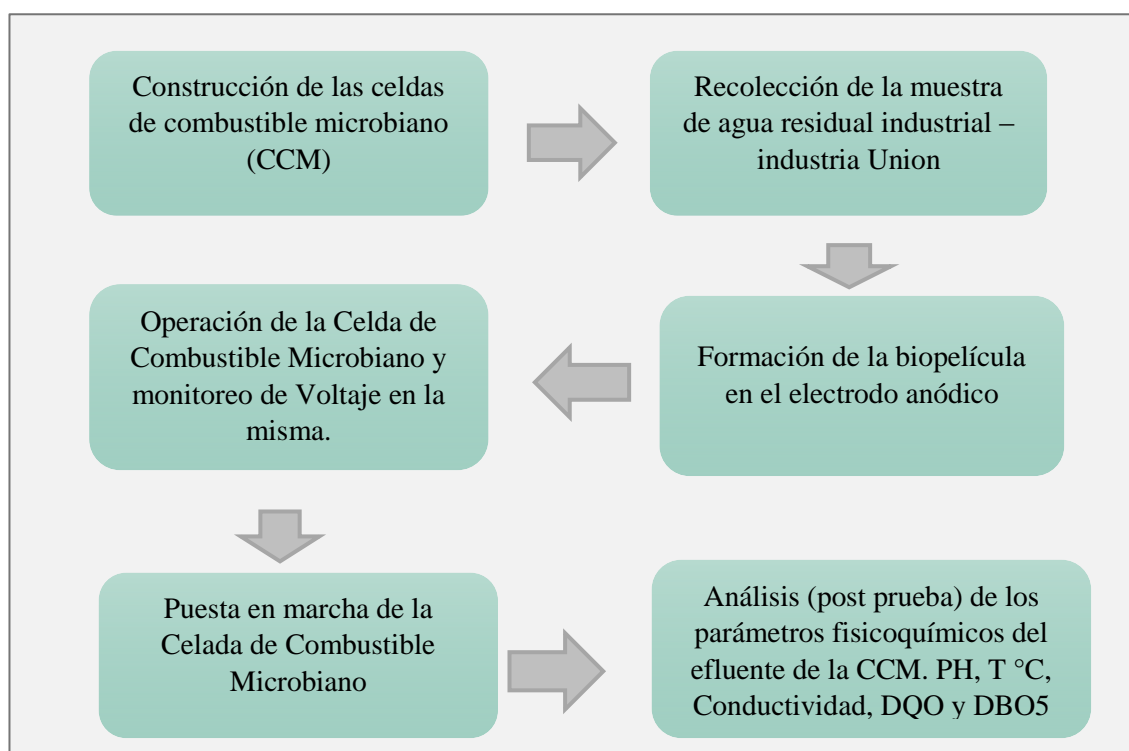 Construcción de las celdas
de combustible microbiano
(CCM)
Recolección de la muestra
de agua residual industrial –
industria Union
Formación de la biopelícula
en el electrodo anódico
Operación de la Celda de
Combustible Microbiano y
monitoreo de Voltaje en la
misma.
Puesta en marcha de la
Celada de Combustible
Microbiano
Análisis (post prueba) de los
parámetros fisicoquímicos del
efluente de la CCM. PH, T °C,
Conductividad, DQO y DBO5